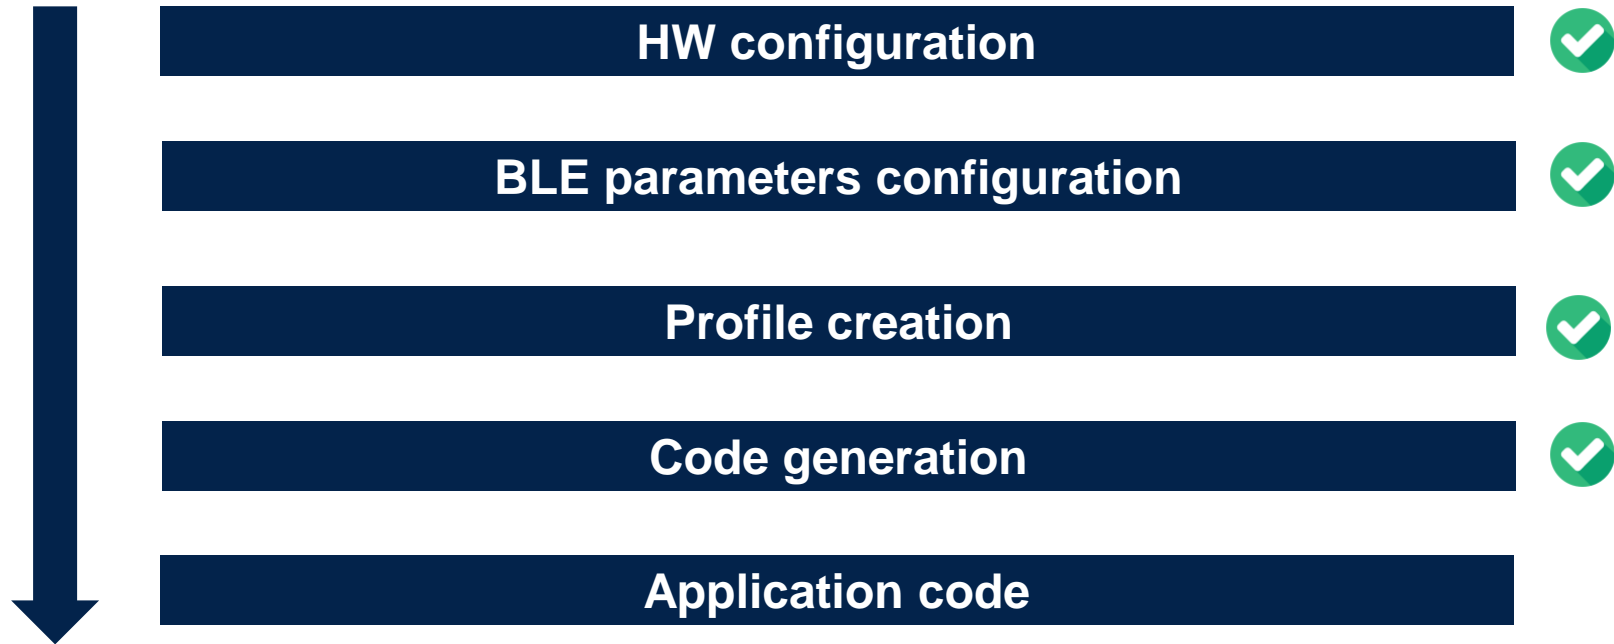 HW configuration
BLE parameters configuration
Profile creation
Code generation
Application code